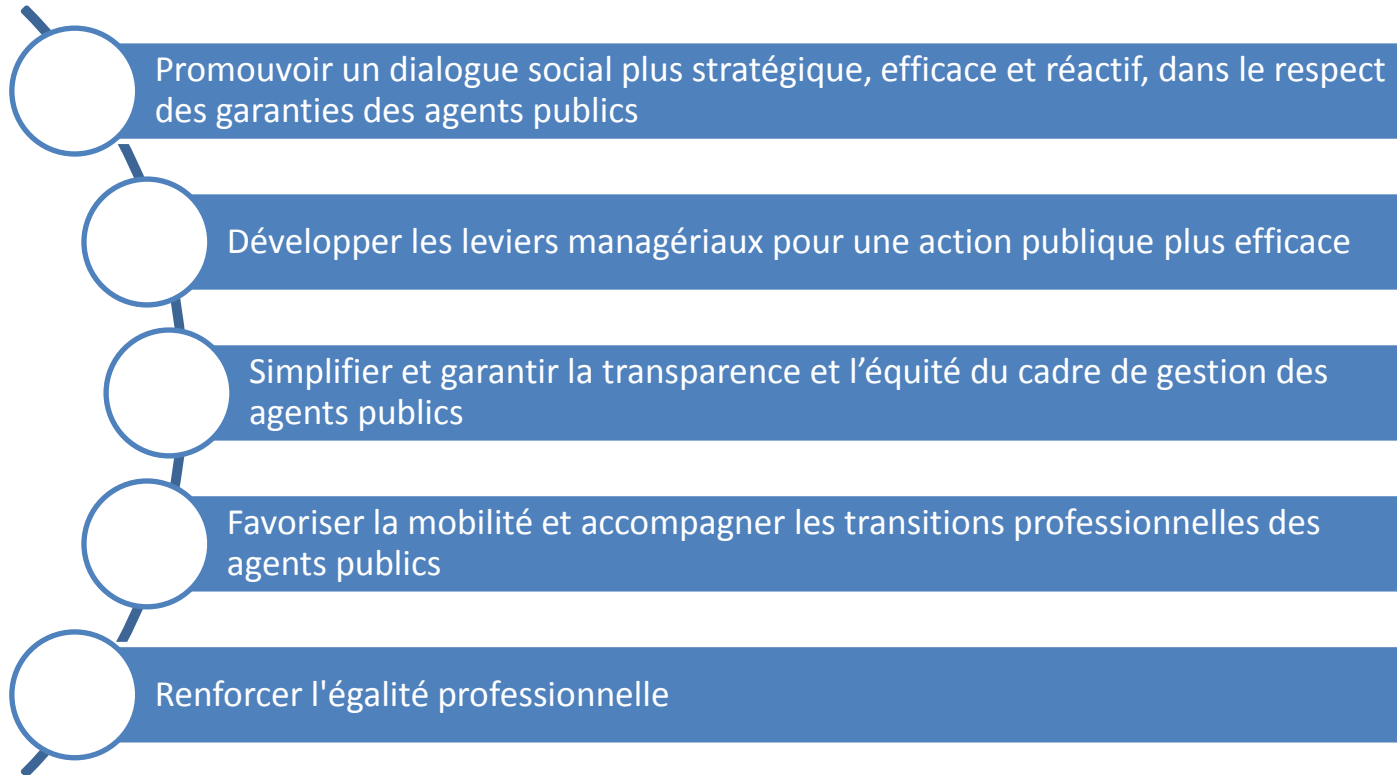 Promouvoir un dialogue social plus stratégique, efficace et réactif, dans le respect
des garanties des agents publics
Développer les leviers managériaux pour une action publique plus efficace
Simplifier et garantir la transparence et l’équité du cadre de gestion des
agents publics
Favoriser la mobilité et accompagner les transitions professionnelles des
agents publics
Renforcer l'égalité professionnelle